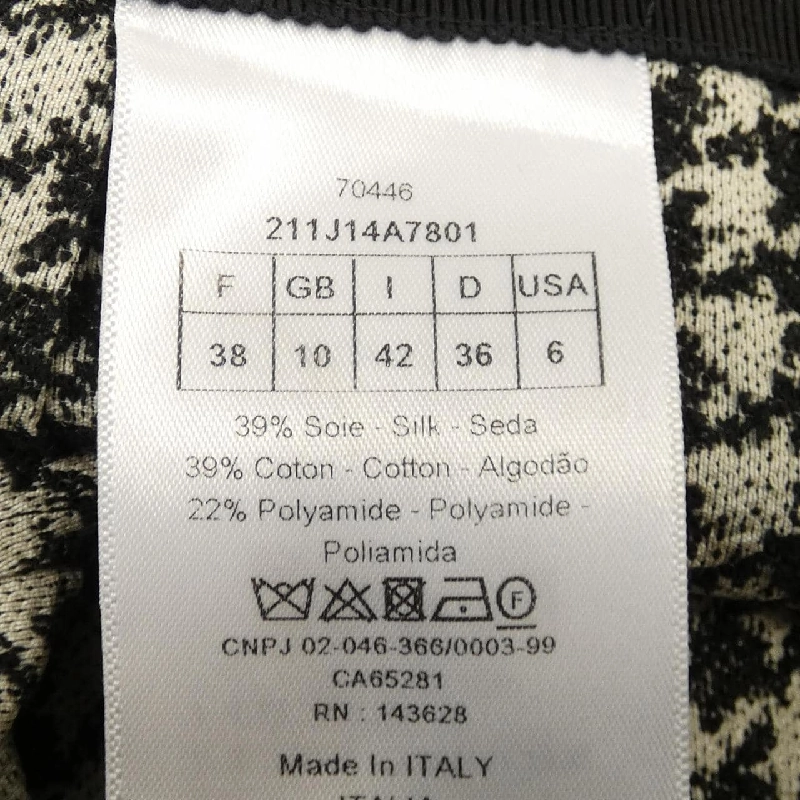 70446
211J14A7801
F GB I D USA
38 10 42 36 6
39% Soie - Silk - Seda
39% Coton - Cotton - Algodão
22% Polyamide - Polyamide -
Poliamida
F
CNPJ 02-046-366/0003-99
CA65281
RN : 143628
Made In ITALY
ITALIA